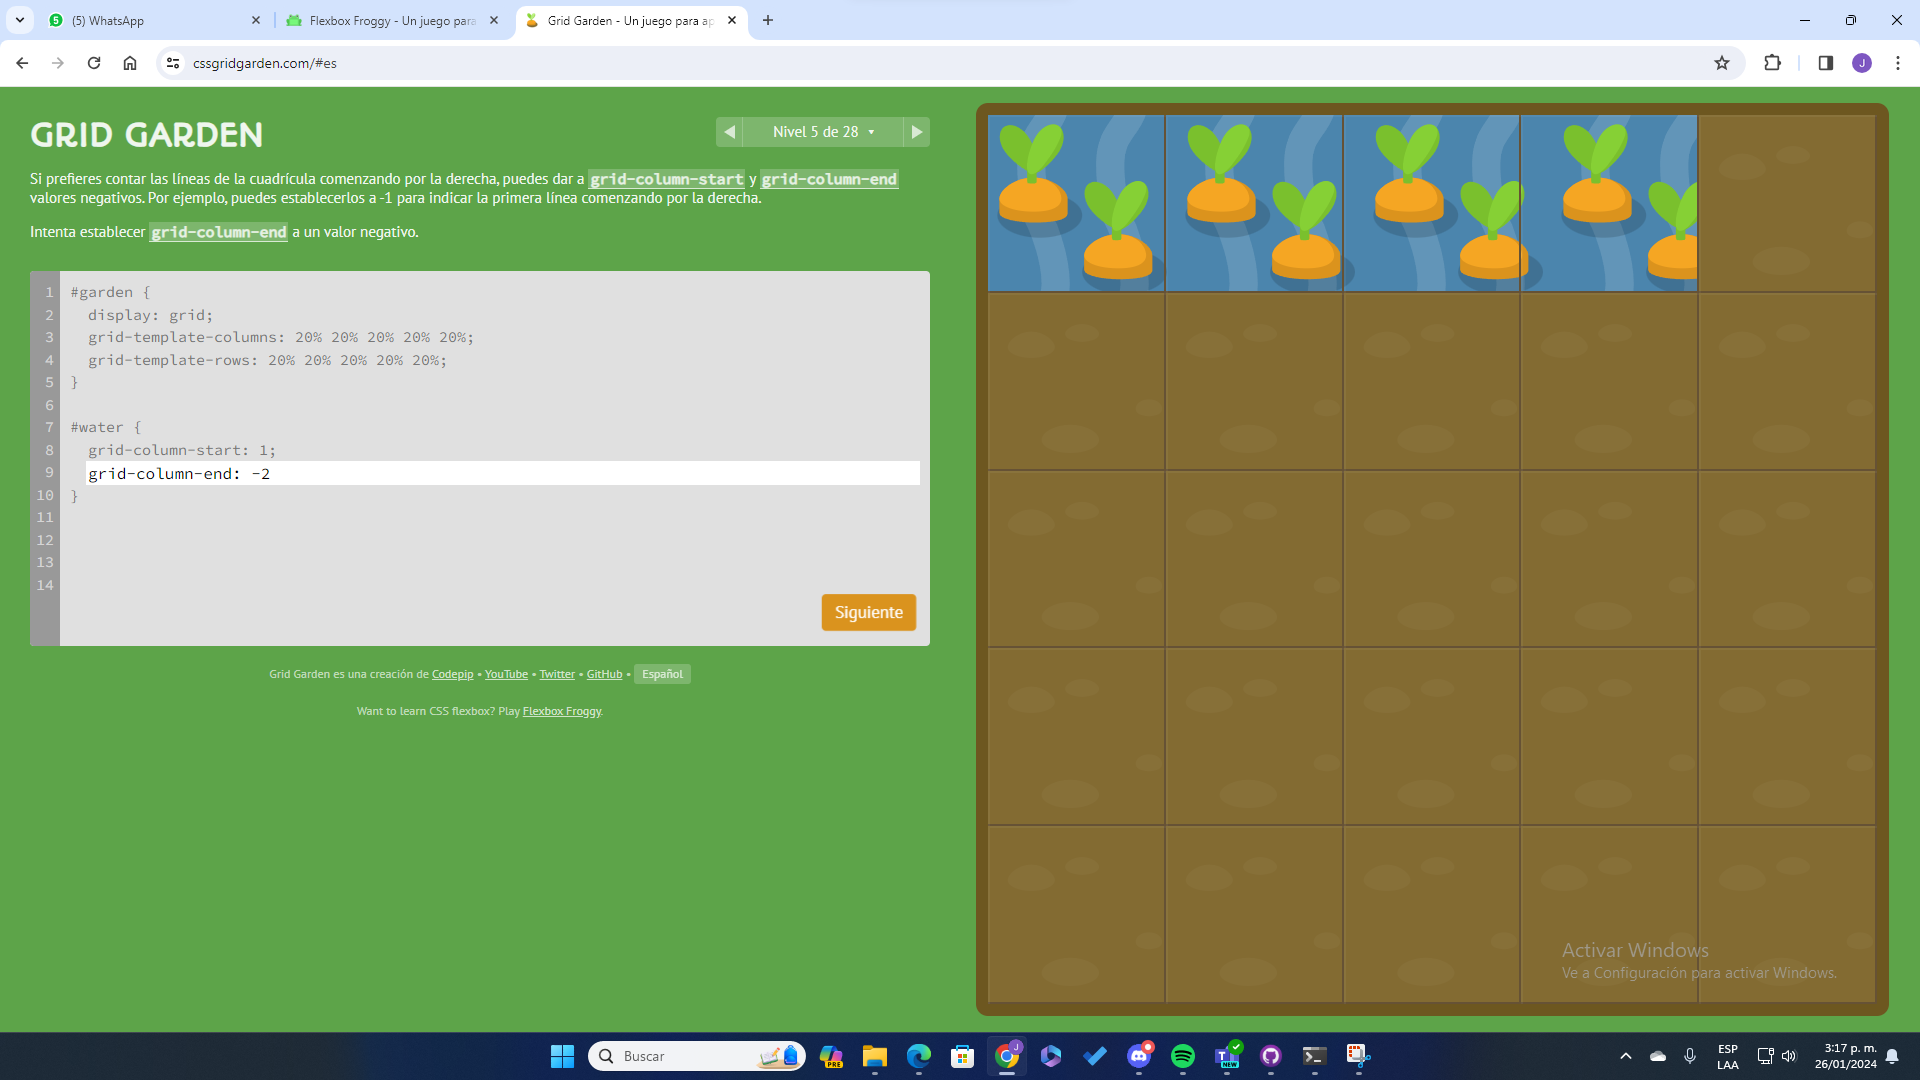 (5) WhatsApp
Flexbox Froggy - Un juego para
Grid Garden - Un juego para ap
cssgridgarden.com/#es
J
GRID GARDEN
Nivel 5 de 28
Si prefieres contar las líneas de la cuadrícula comenzando por la derecha, puedes dar a grid-column-start y grid-column-end
valores negativos. Por ejemplo, puedes establecerlos a -1 para indicar la primera línea comenzando por la derecha.
Intenta establecer grid-column-end a un valor negativo.
1 #garden {
2 display: grid;
3 grid-template-columns: 20% 20% 20% 20% 20%;
4 grid-template-rows: 20% 20% 20% 20% 20%;
5 }
6
7 #water {
8 grid-column-start: 1;
9 grid-column-end: -2
10 }
11
12
13
14
Siguiente
Grid Garden es una creación de Codepip • YouTube • Twitter • GitHub • Español
Want to learn CSS flexbox? Play Flexbox Froggy.
Activar Windows
Ve a Configuración para activar Windows.
Buscar
PRE
NEW
ESP
LAA
3:17 p. m.
26/01/2024